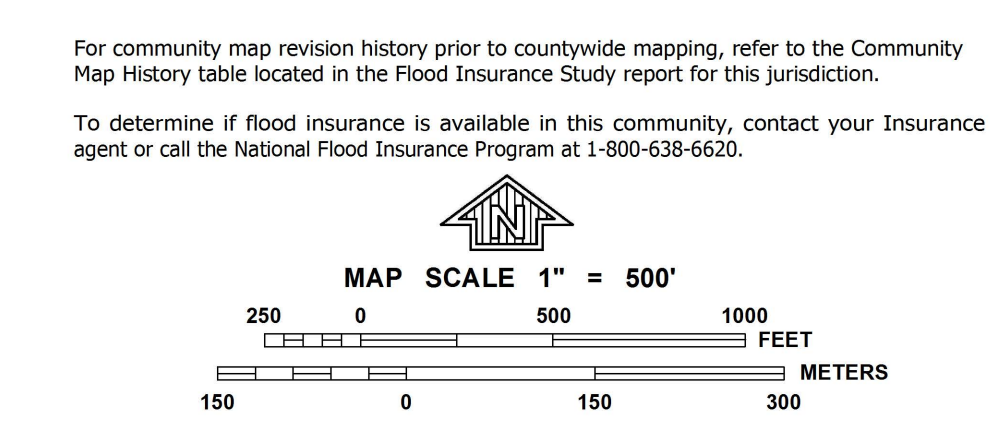 For community map revision history prior to countywide mapping, refer to the Community
Map History table located in the Flood Insurance Study report for this jurisdiction.
To determine if flood insurance is available in this community, contact your Insurance
agent or call the National Flood Insurance Program at 1-800-638-6620.
N
MAP SCALE 1" = 500'
250 0 500 1000
FEET
METERS
150 0 150 300